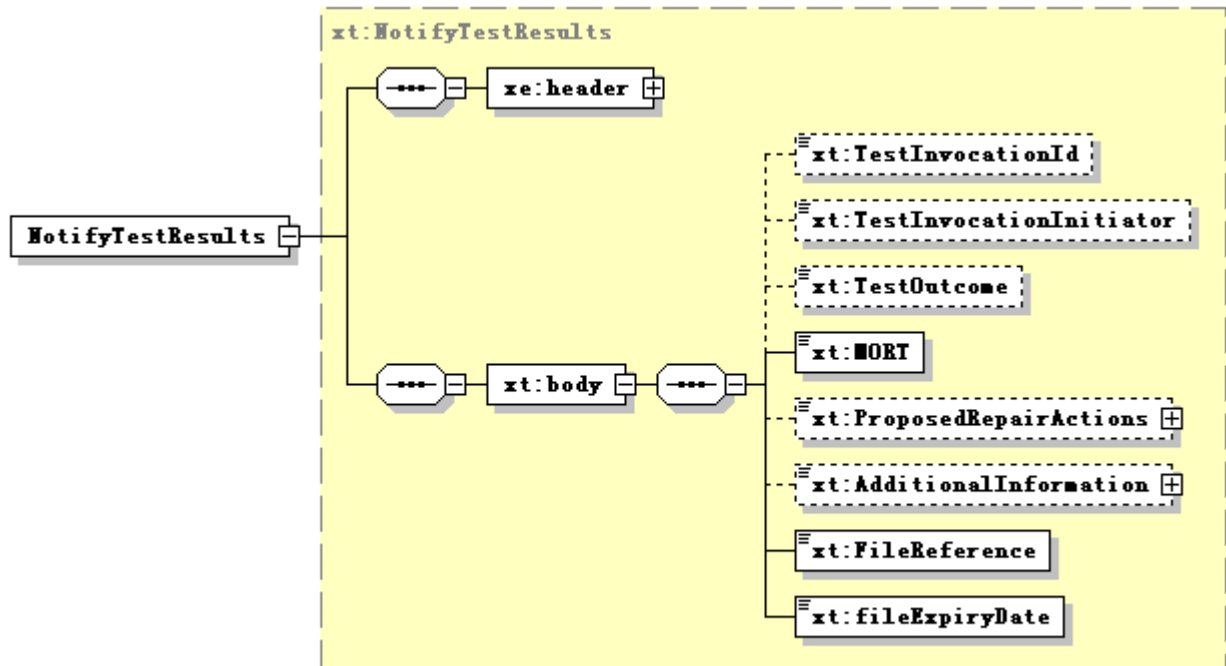 xt:NotifyTestResults
xe:header
xt:TestInvocationId
xt:TestInvocationInitiator
NotifyTestResults
xt:TestOutcome
xt:MORT
xt:body
xt:ProposedRepairActions
xt:AdditionalInformation
xt:FileReference
xt:fileExpiryDate